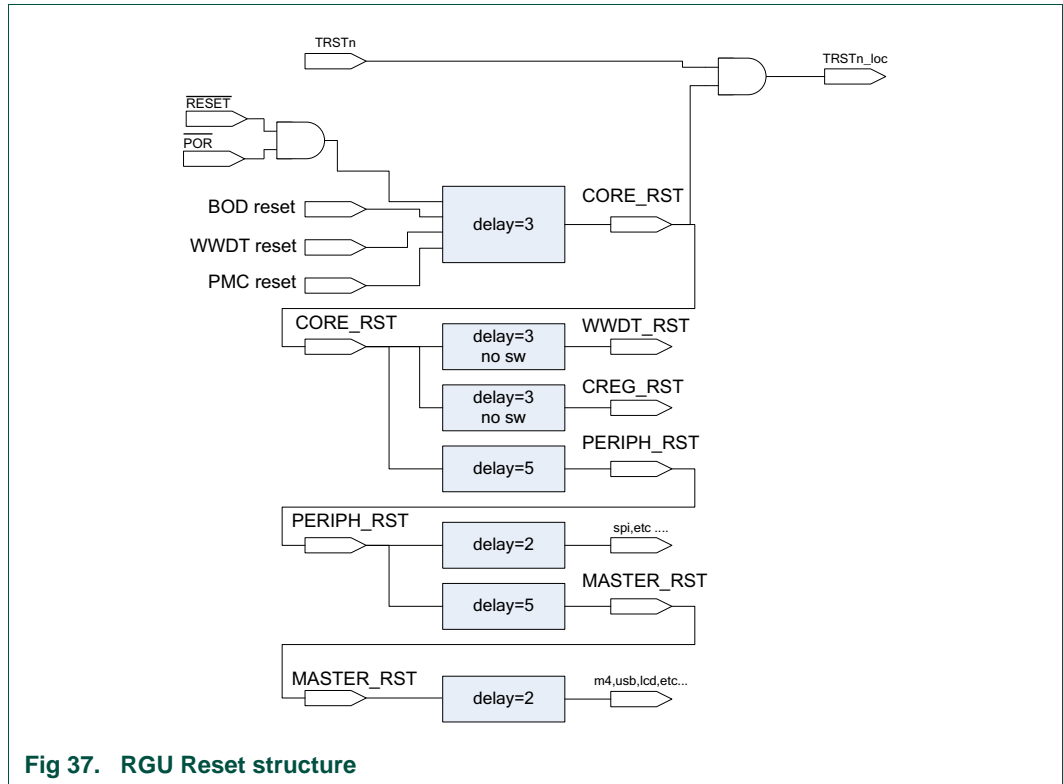 TRSTn
TRSTn_loc
RESET
POR
BOD reset
WWDT reset
PMC reset
delay=3
CORE_RST
CORE_RST
delay=3
no sw
WWDT_RST
delay=3
no sw
CREG_RST
delay=5
PERIPH_RST
PERIPH_RST
delay=2
spi,etc ....
delay=5
MASTER_RST
MASTER_RST
delay=2
m4,usb,lcd,etc...
Fig 37. RGU Reset structure